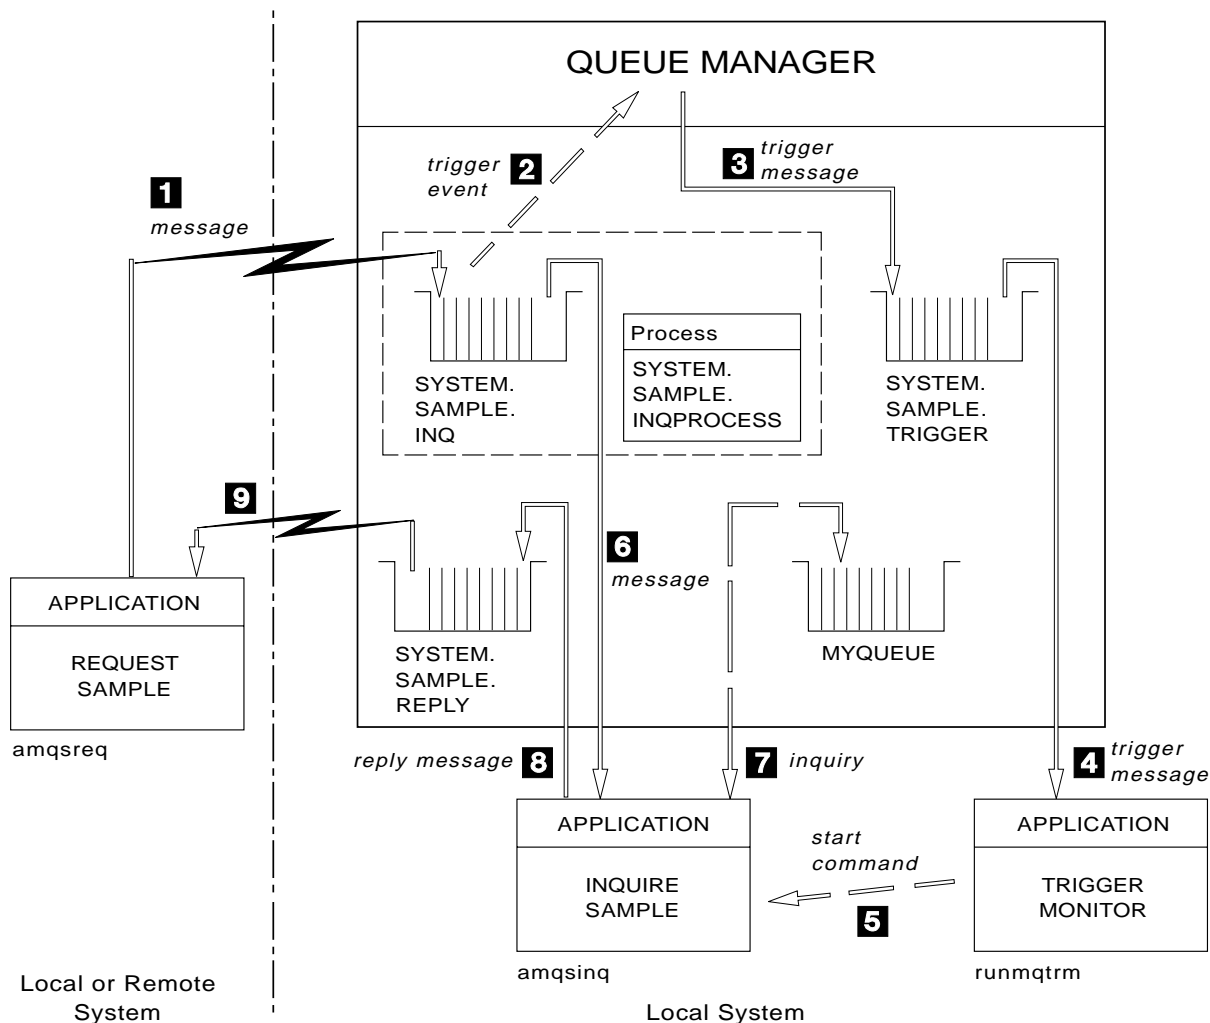 QUEUE MANAGER
1
message
trigger
event
2
3
trigger
message
SYSTEM.
SAMPLE.
INQ
Process
SYSTEM.
SAMPLE.
INQPROCESS
SYSTEM.
SAMPLE.
TRIGGER
9
6
message
APPLICATION
REQUEST
SAMPLE
amqsreq
SYSTEM.
SAMPLE.
REPLY
MYQUEUE
reply message
8
7
inquiry
4
trigger
message
APPLICATION
INQUIRE
SAMPLE
amqsinq
start
command
5
APPLICATION
TRIGGER
MONITOR
runmqtrm
Local or Remote
System
Local System